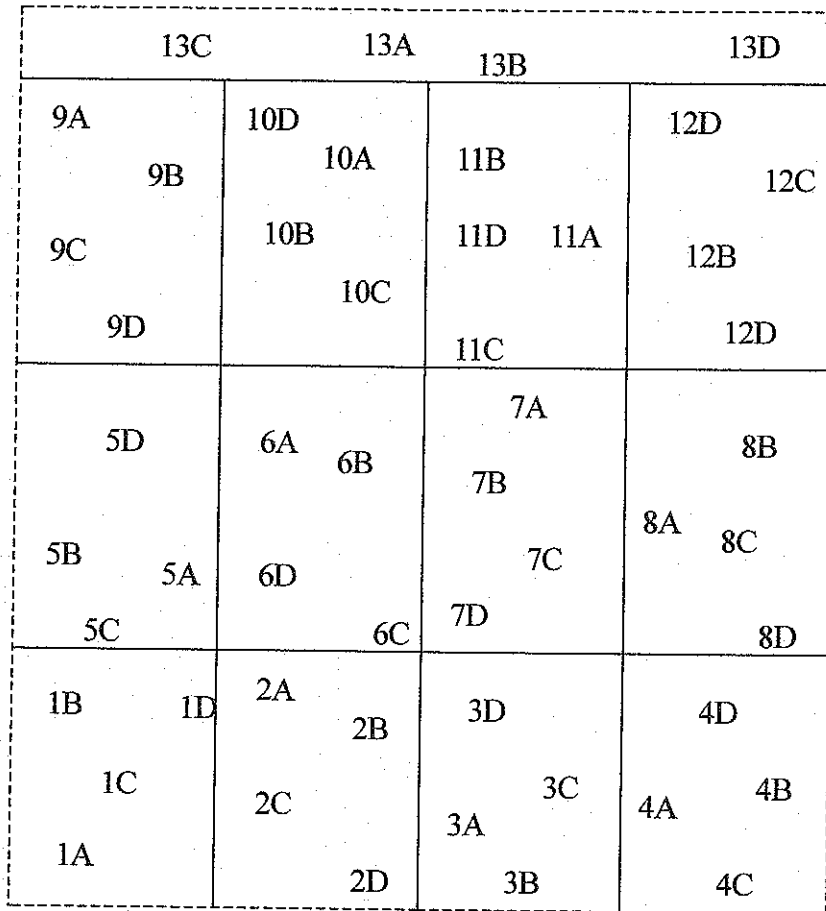 13C 13A 13B 13D
9A 10D 12D
9B 10A 11B 12C
9C 10B 11D 11A 12B
9D 10C 11C 12D
5D 6A 6B 7A 8B
7B
5B 5A 6D 7C 8A 8C
5C 6C 7D 8D
1B 1D 2A 2B 3D 4D
1C 2C 3C 4B
1A 3A 4A
2D 3B 4C